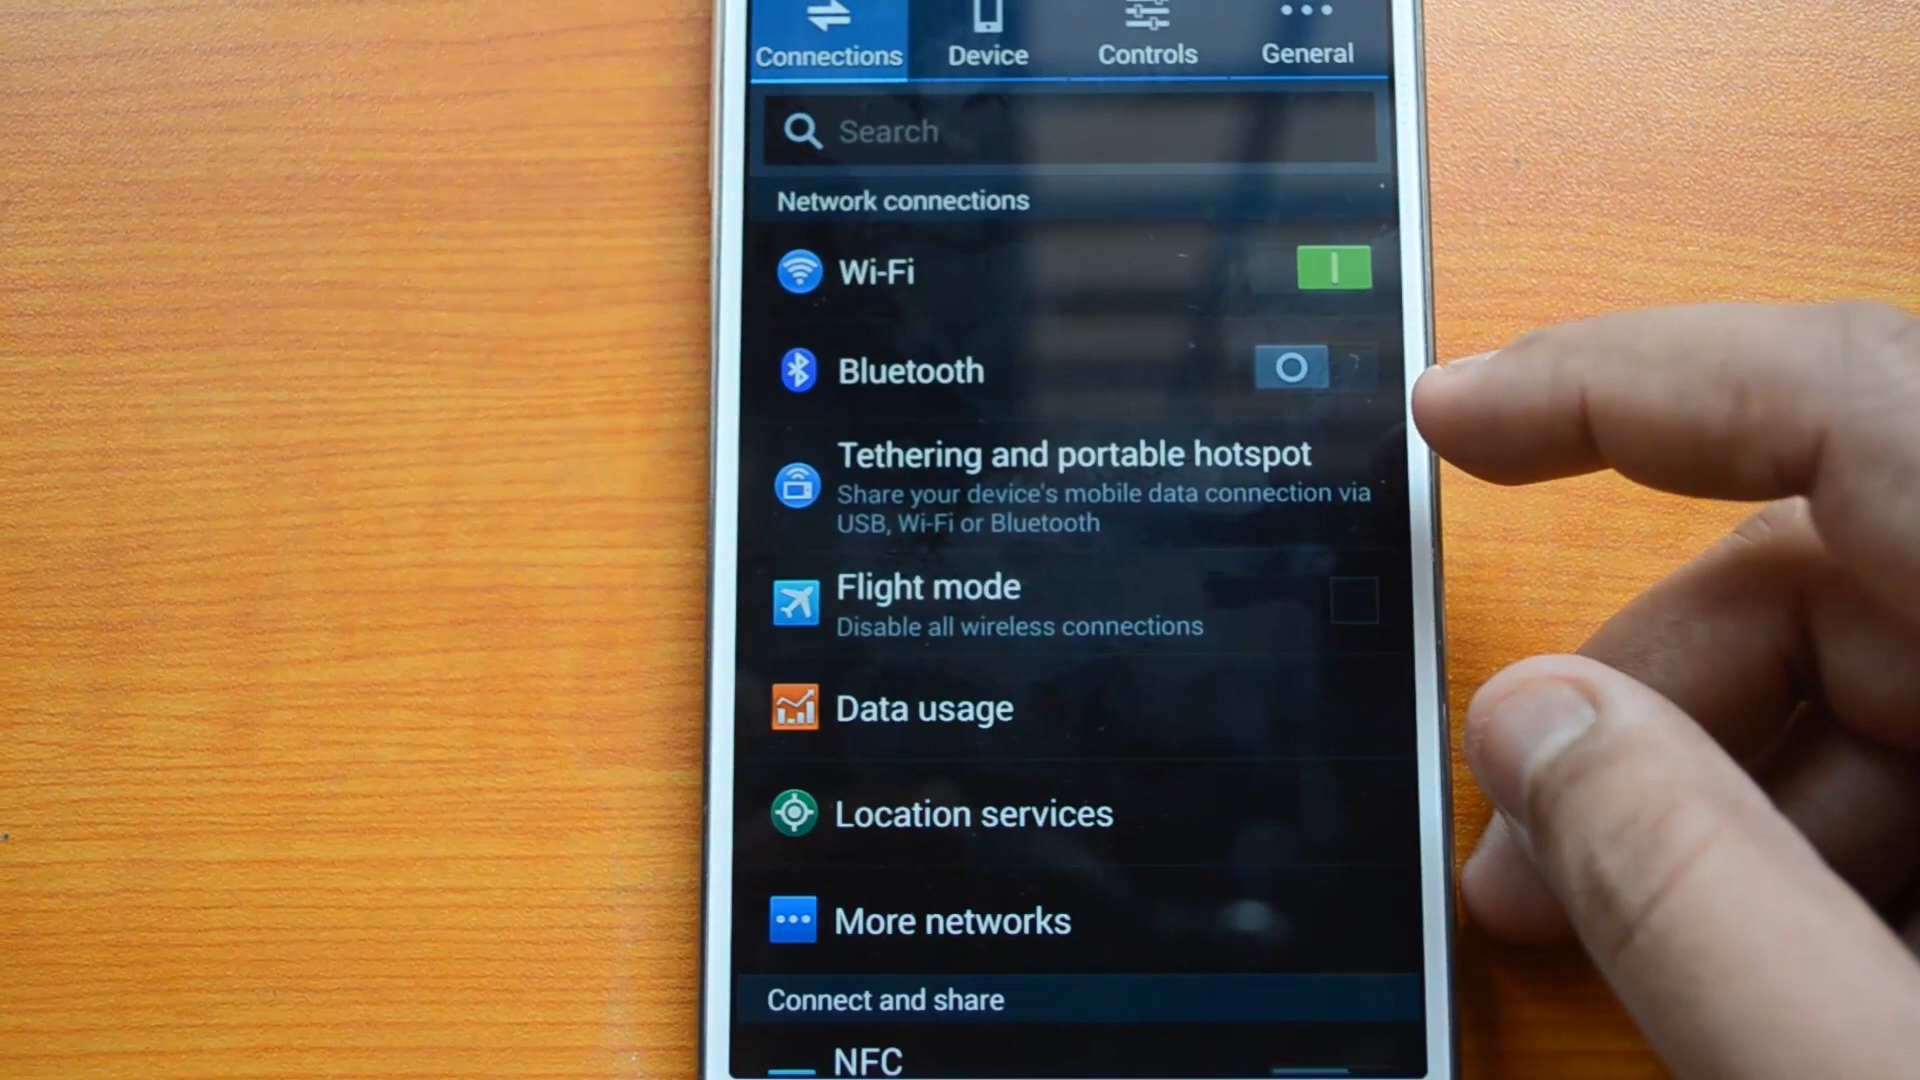 Connections Device Controls General
Search
Network connections
Wi-Fi
Bluetooth
Tethering and portable hotspot
Share your device's mobile data connection via
USB, Wi-Fi or Bluetooth
Flight mode
Disable all wireless connections
Data usage
Location services
More networks
Connect and share
NFC